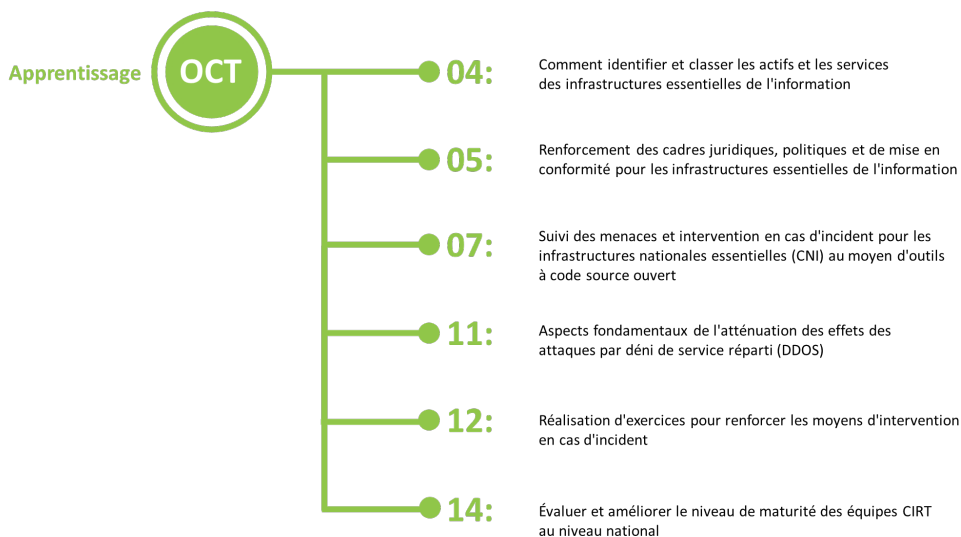 Apprentissage
OCT
04:
Comment identifier et classer les actifs et les services
des infrastructures essentielles de l'information
05:
Renforcement des cadres juridiques, politiques et de mise en
conformité pour les infrastructures essentielles de l'information
07:
Suivi des menaces et intervention en cas d'incident pour les
infrastructures nationales essentielles (CNI) au moyen d'outils
à code source ouvert
11:
Aspects fondamentaux de l'atténuation des effets des
attaques par déni de service réparti (DDOS)
12:
Réalisation d'exercices pour renforcer les moyens d'intervention
en cas d'incident
14:
Évaluer et améliorer le niveau de maturité des équipes CIRT
au niveau national